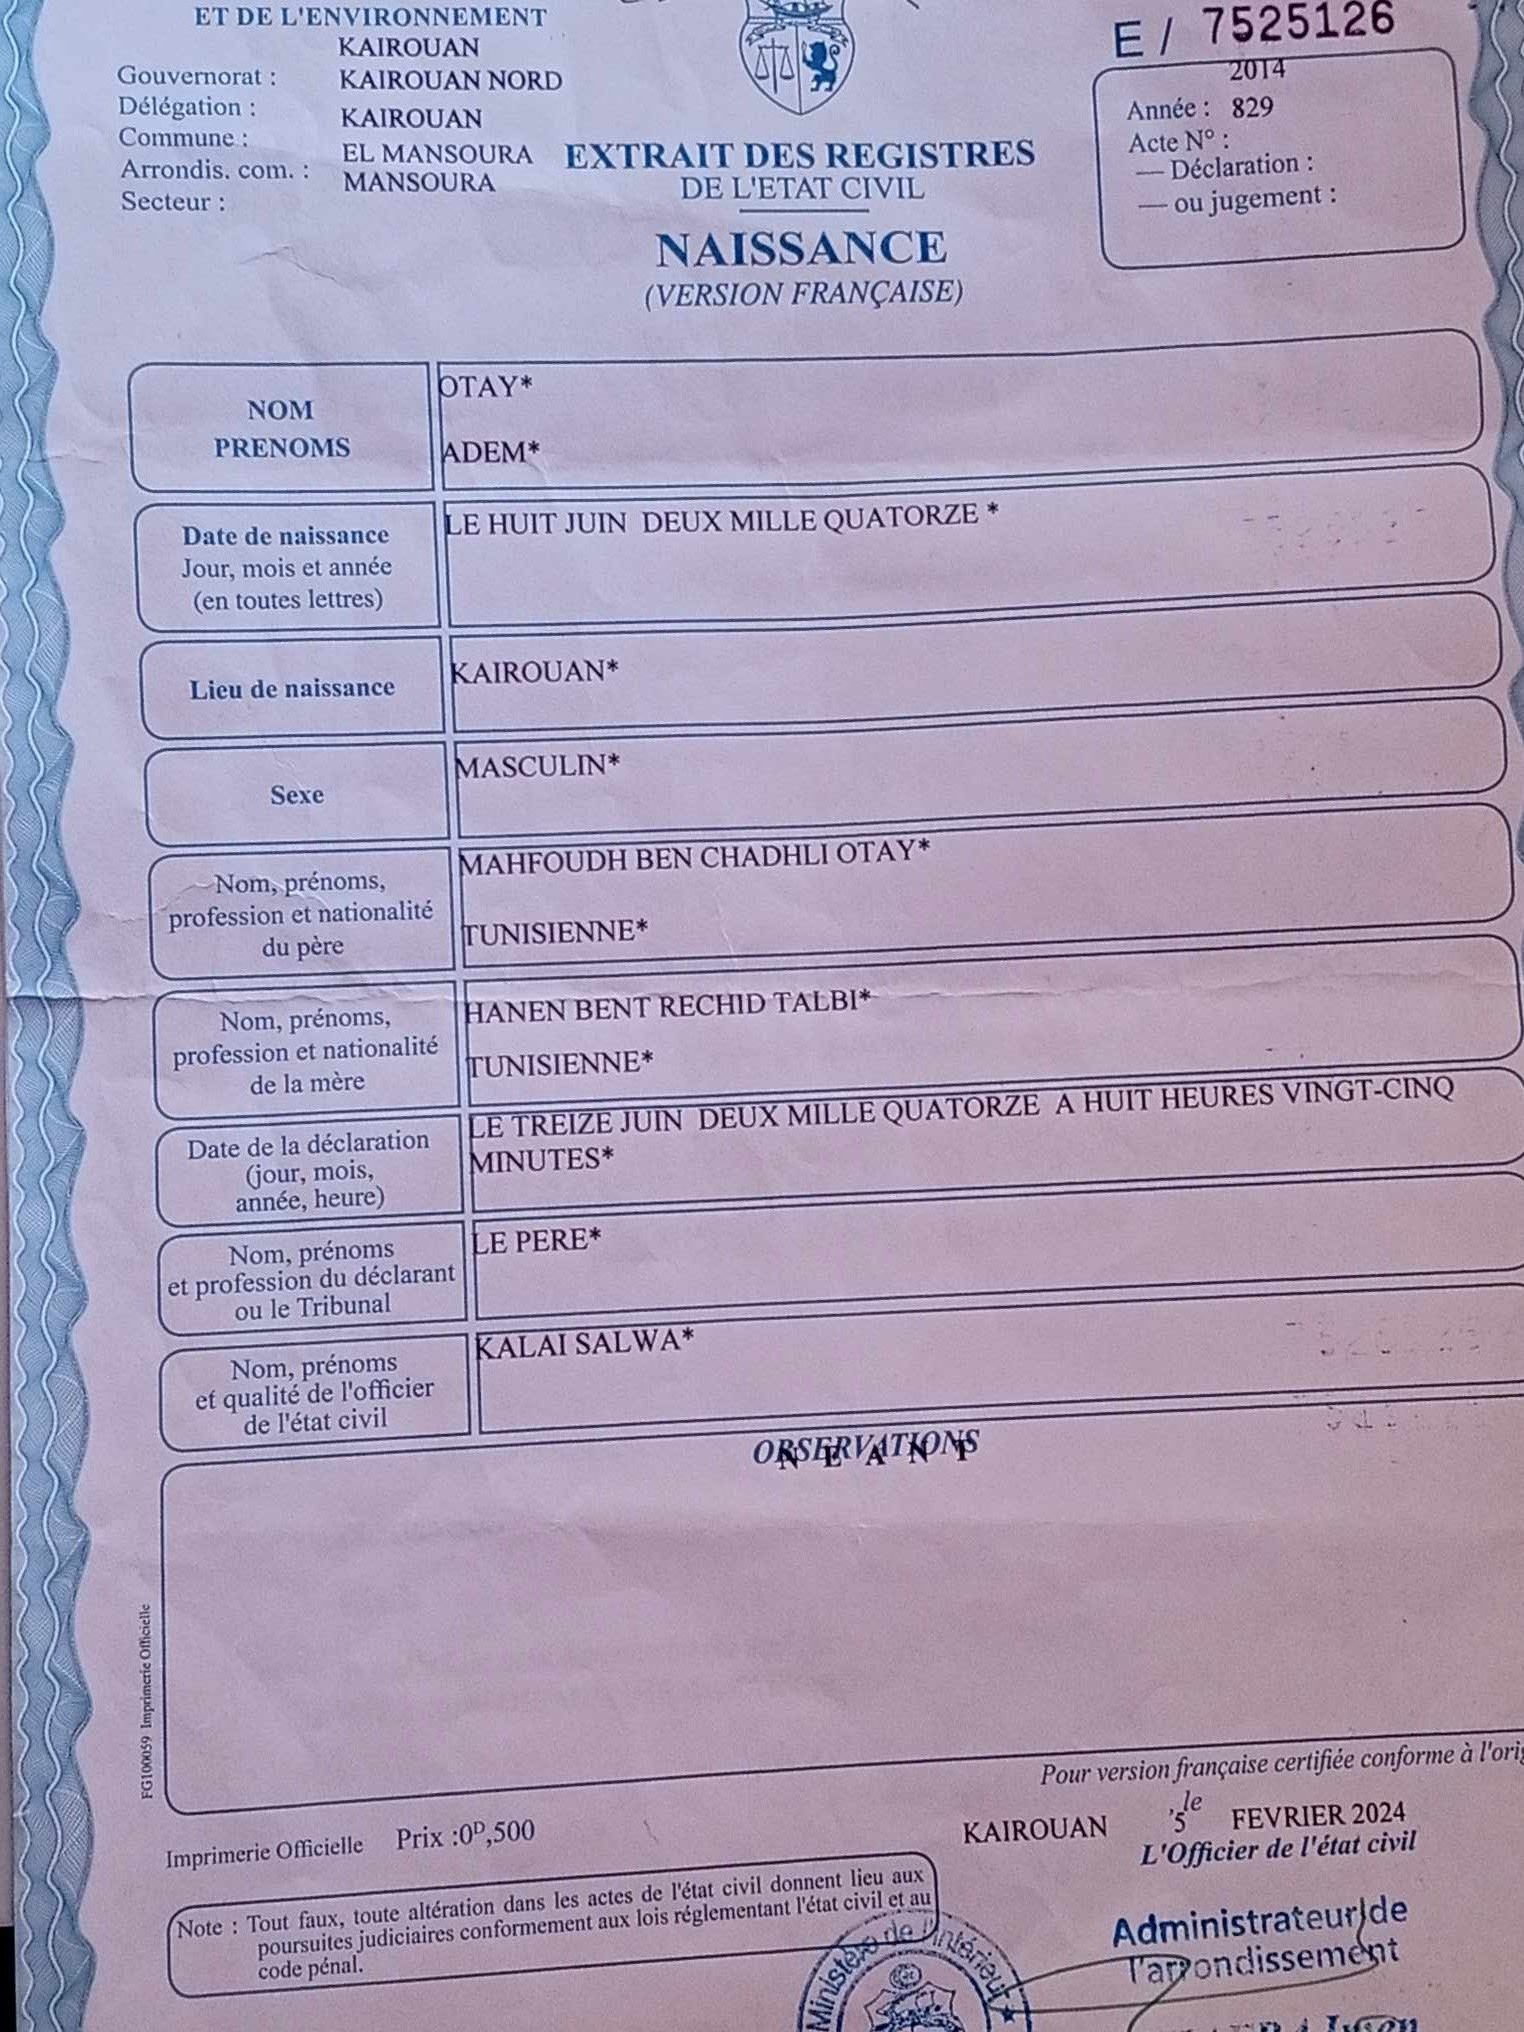 ET DE L'ENVIRONNEMENT
KAIROUAN
Gouvernorat : KAIROUAN NORD
Délégation : KAIROUAN
Commune : EL MANSOURA
Arrondis. com. : MANSOURA
Secteur :
E / 7525126
2014
Année : 829
Acte N° :
— Déclaration :
— ou jugement :
EXTRAIT DES REGISTRES
DE L'ETAT CIVIL
NAISSANCE
(VERSION FRANÇAISE)
NOM
PRENOMS
OTAY*
ADEM*
Date de naissance
Jour, mois et année
(en toutes lettres)
LE HUIT JUIN DEUX MILLE QUATORZE *
Lieu de naissance
KAIROUAN*
Sexe
MASCULIN*
Nom, prénoms,
profession et nationalité
du père
MAHFOUDH BEN CHADHLI OTAY*
TUNISIENNE*
Nom, prénoms,
profession et nationalité
de la mère
HANEN BENT RECHID TALBI*
TUNISIENNE*
Date de la déclaration
(jour, mois,
année, heure)
LE TREIZE JUIN DEUX MILLE QUATORZE A HUIT HEURES VINGT-CINQ
MINUTES*
Nom, prénoms
et profession du déclarant
ou le Tribunal
LE PERE*
Nom, prénoms
et qualité de l'officier
de l'état civil
KALAI SALWA*
OBSERVATIONS
N E A N T
FG100059 Imprimerie Officielle
Pour version française certifiée conforme à
KAIROUAN le 5 FEVRIER 2024
L'Officier de l'état civil
Imprimerie Officielle Prix :0D,500
Note : Tout faux, toute altération dans les actes de l'état civil donnent lieu aux
poursuites judiciaires conformement aux lois réglementant l'état civil et au
code pénal.
Administrateur de
l'arrondissement
Ministère de l'intérieur